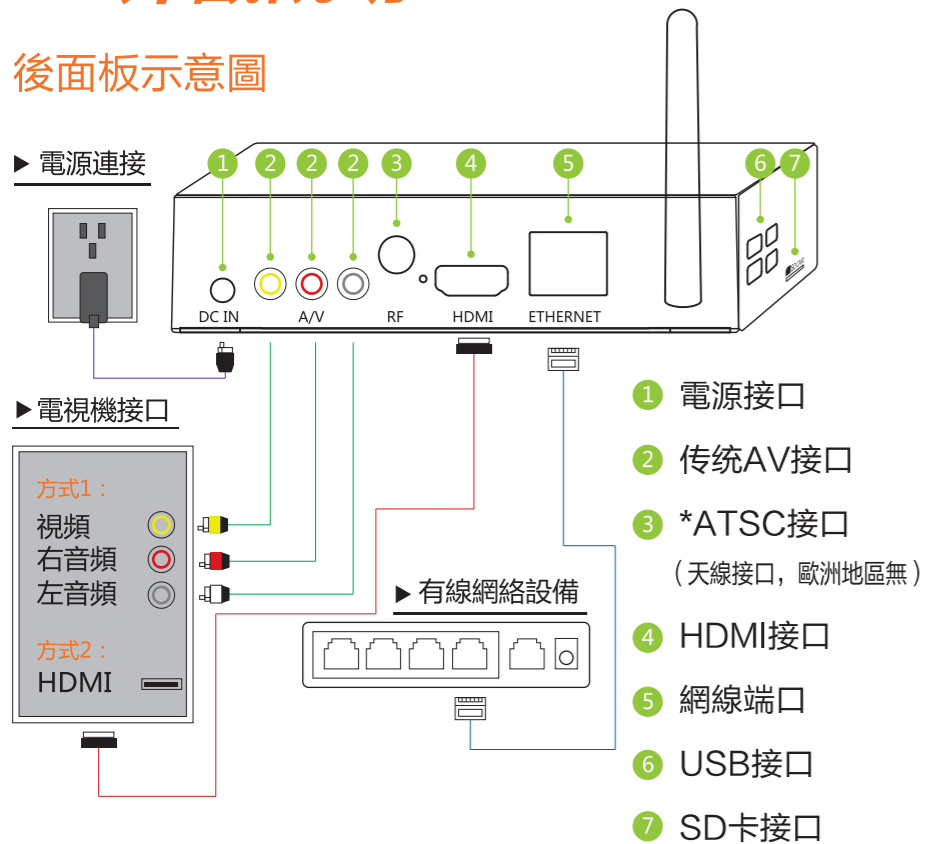 後面板示意圖
▶ 電源連接
1 2 2 2 3 4 5 6 7
DC IN A/V RF HDMI ETHERNET
▶電視機接口
方式1：
視頻
右音頻
左音頻
方式2：
HDMI
▶ 有線網絡設備
1 電源接口
2 传统AV接口
3 *ATSC接口
（天線接口，歐洲地區無）
4 HDMI接口
5 網線端口
6 USB接口
7 SD卡接口